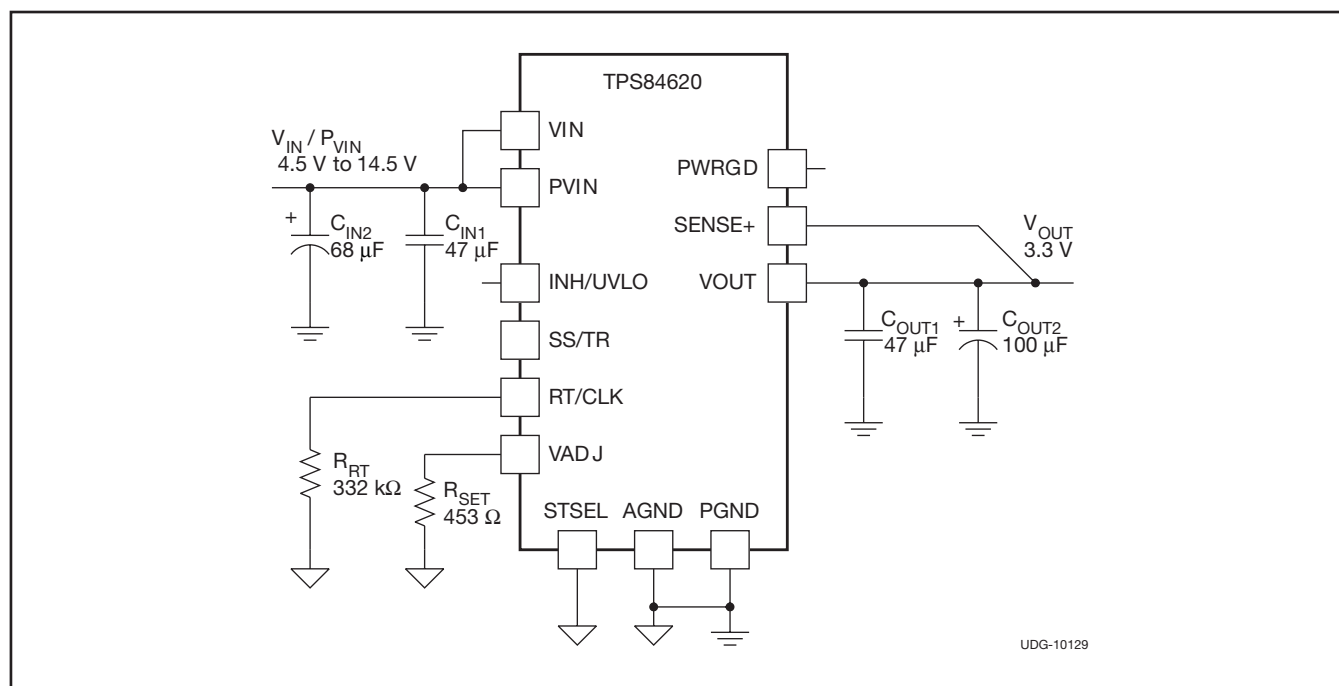 TPS84620
VIN
V_IN / P_VIN
4.5 V to 14.5 V
PWRGD
PVIN
+
C_IN2
68 µF
C_IN1
47 µF
SENSE+
V_OUT
3.3 V
INH/UVLO
VOUT
C_OUT1
47 µF
+
C_OUT2
100 µF
SS/TR
RT/CLK
VADJ
R_RT
332 kΩ
R_SET
453 Ω
STSEL AGND PGND
UDG-10129